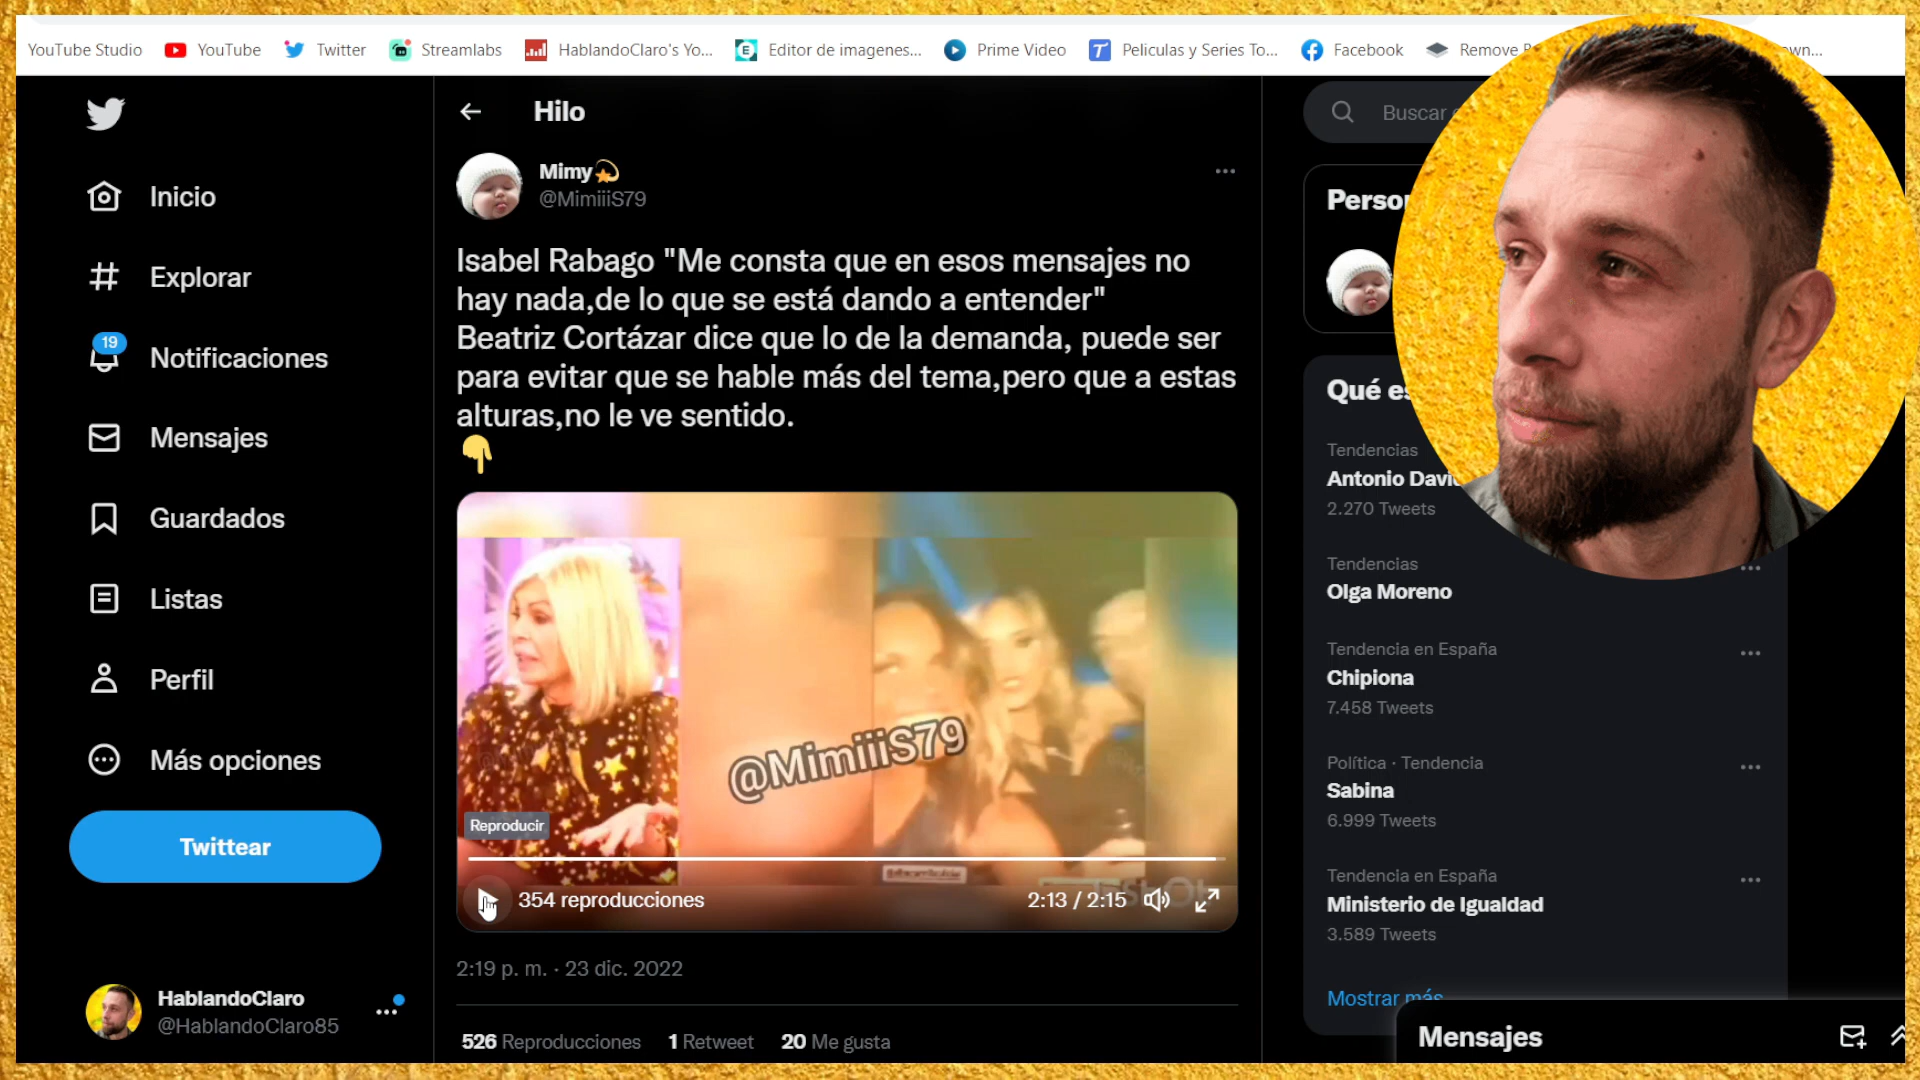 YouTube Studio
YouTube
Twitter
Streamlabs
HablandoClaro's Yo...
Editor de imagenes...
Prime Video
Peliculas y Series To...
Facebook
Remove
Hilo
Buscar
Mimy
@MimiiiS79
Inicio
Explorar
19
Notificaciones
Mensajes
Guardados
Listas
Perfil
Más opciones
Twittear
HablandoClaro
@HablandoClaro85
Isabel Rabago "Me consta que en esos mensajes no
hay nada,de lo que se está dando a entender"
Beatriz Cortázar dice que lo de la demanda, puede ser
para evitar que se hable más del tema,pero que a estas
alturas,no le ve sentido.
@MimiiiS79
Reproducir
354 reproducciones
2:13 / 2:15
2:19 p. m. · 23 dic. 2022
526 Reproducciones
1 Retweet
20 Me gusta
Tendencias
Antonio
2.270 Tweets
Tendencias
Olga Moreno
Tendencia en España
Chipiona
7.458 Tweets
Política · Tendencia
Sabina
6.999 Tweets
Tendencia en España
Ministerio de Igualdad
3.589 Tweets
Mostrar más
Mensajes